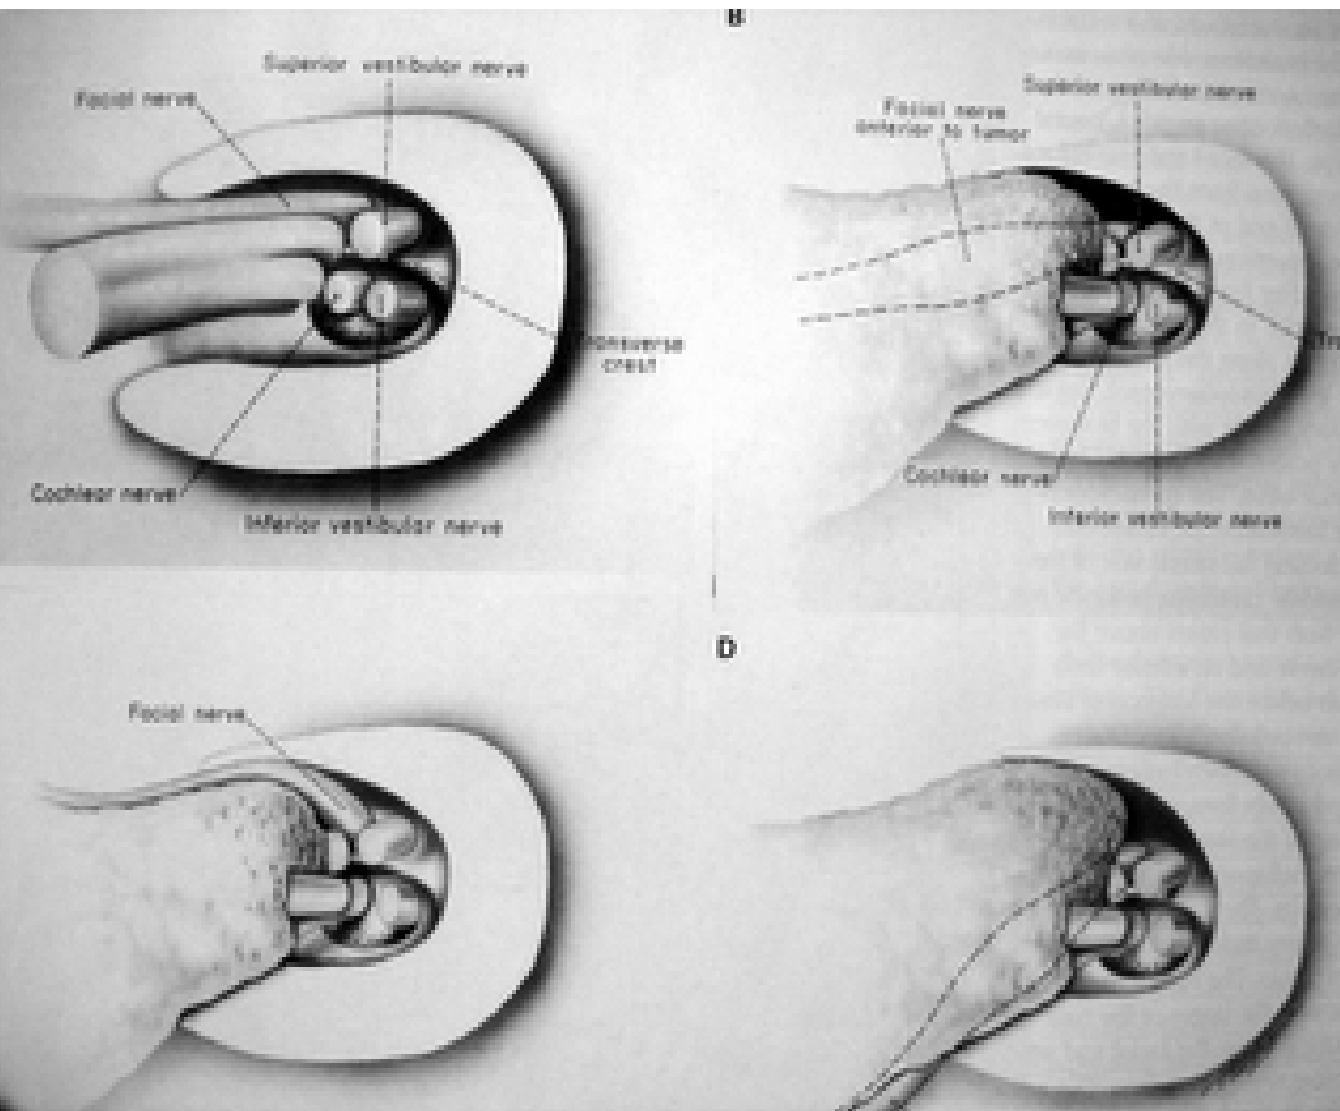 B
Superior vestibular nerve
Facial nerve
Cochlear nerve
Inferior vestibular nerve
crest
Superior vestibular nerve
Facial nerve
anterior to tumor
Cochlear nerve
Inferior vestibular nerve
D
Facial nerve